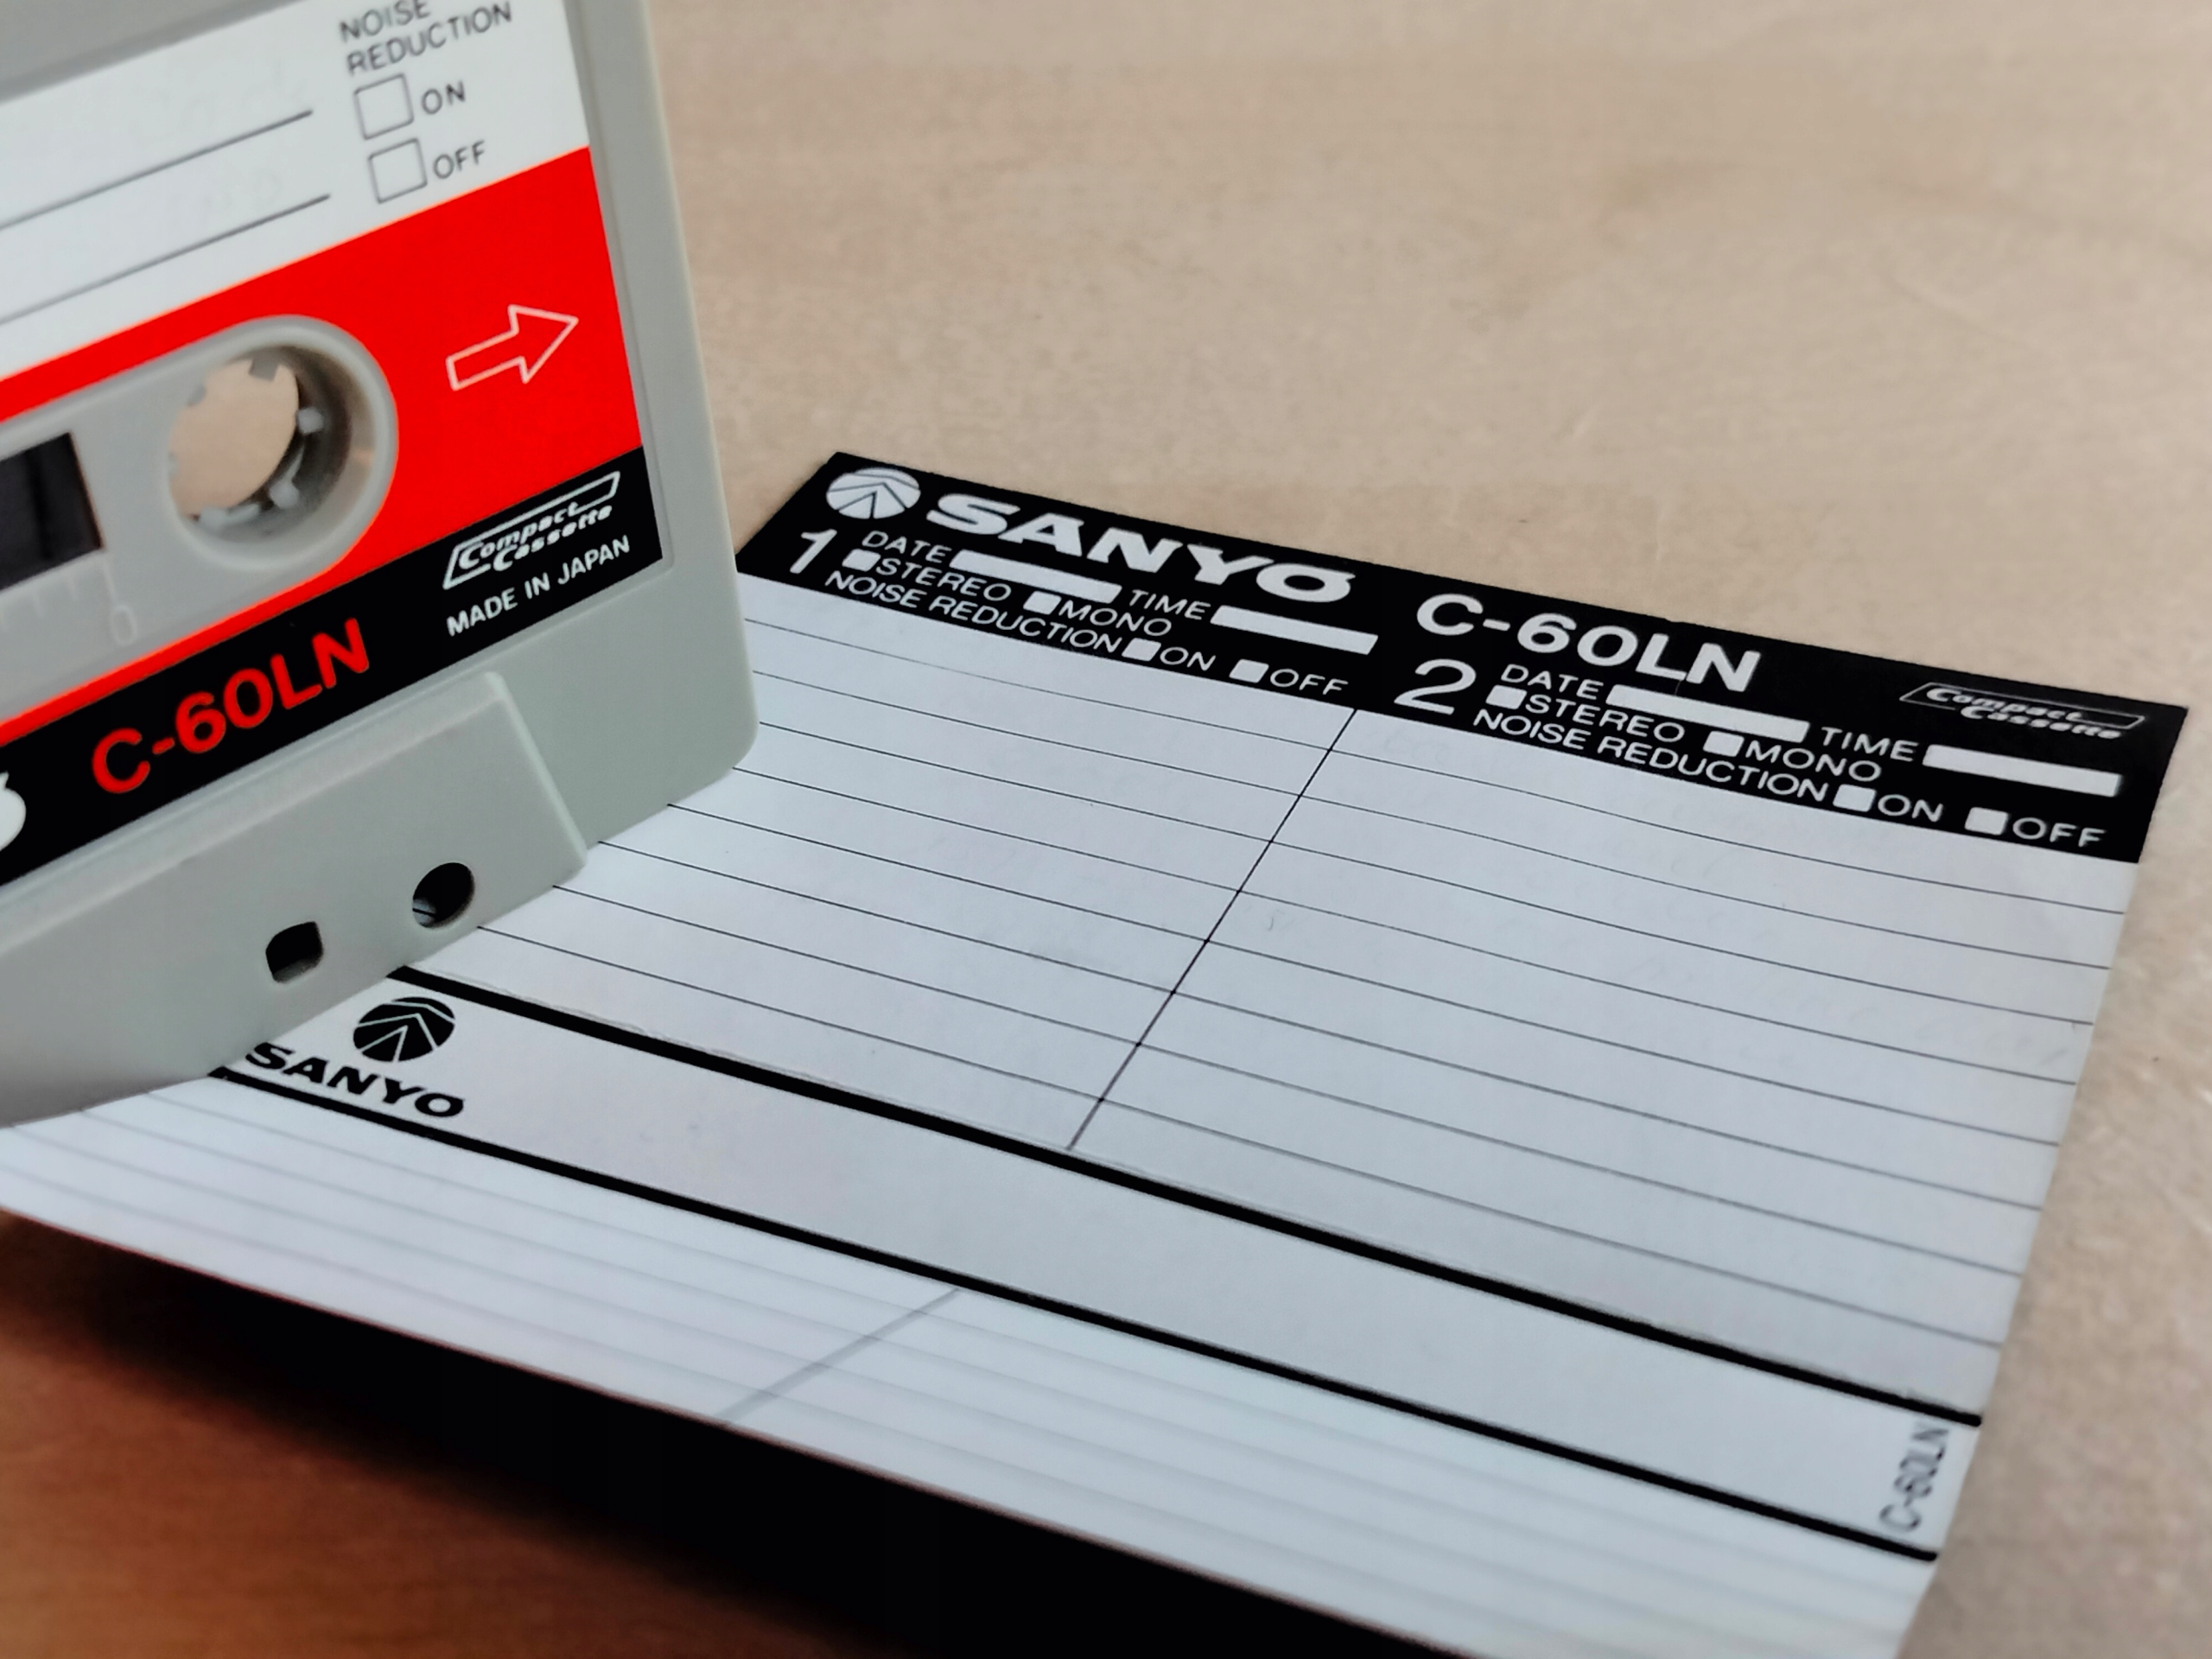 NOISE
REDUCTION
ON
OFF
Compact
Cassette
MADE IN JAPAN
0
C-60LN
SANYO C-60LN
Compact
Cassette
1 DATE TIME
STEREO MONO
NOISE REDUCTION ON OFF
2 DATE TIME
STEREO MONO
NOISE REDUCTION ON OFF
SANYO
C-60LN